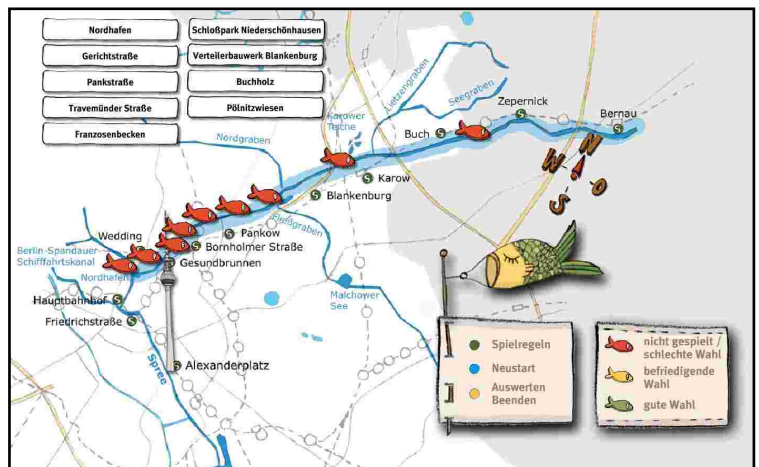 Nordhafen
Schloßpark Niederschönhausen
Gerichtstraße
Verteilerbauwerk Blankenburg
Pankstraße
Buchholz
Travemünder Straße
Pölnitzwiesen
Franzosenbecken
Nordgraben
Karower
Teiche
Lietzengraben
Seegraben
Zepernick
Bernau
Buch
Karow
Blankenburg
N
W
O
S
Fließgraben
Pankow
Wedding
Bornholmer Straße
Berlin-Spandauer-
Schifffahrtskanal
Gesundbrunnen
Nordhafen
Hauptbahnhof
Malchower
See
Friedrichstraße
Spree
Alexanderplatz
Spielregeln
Neustart
Auswerten
Beenden
nicht gespielt /
schlechte Wahl
befriedigende
Wahl
gute Wahl